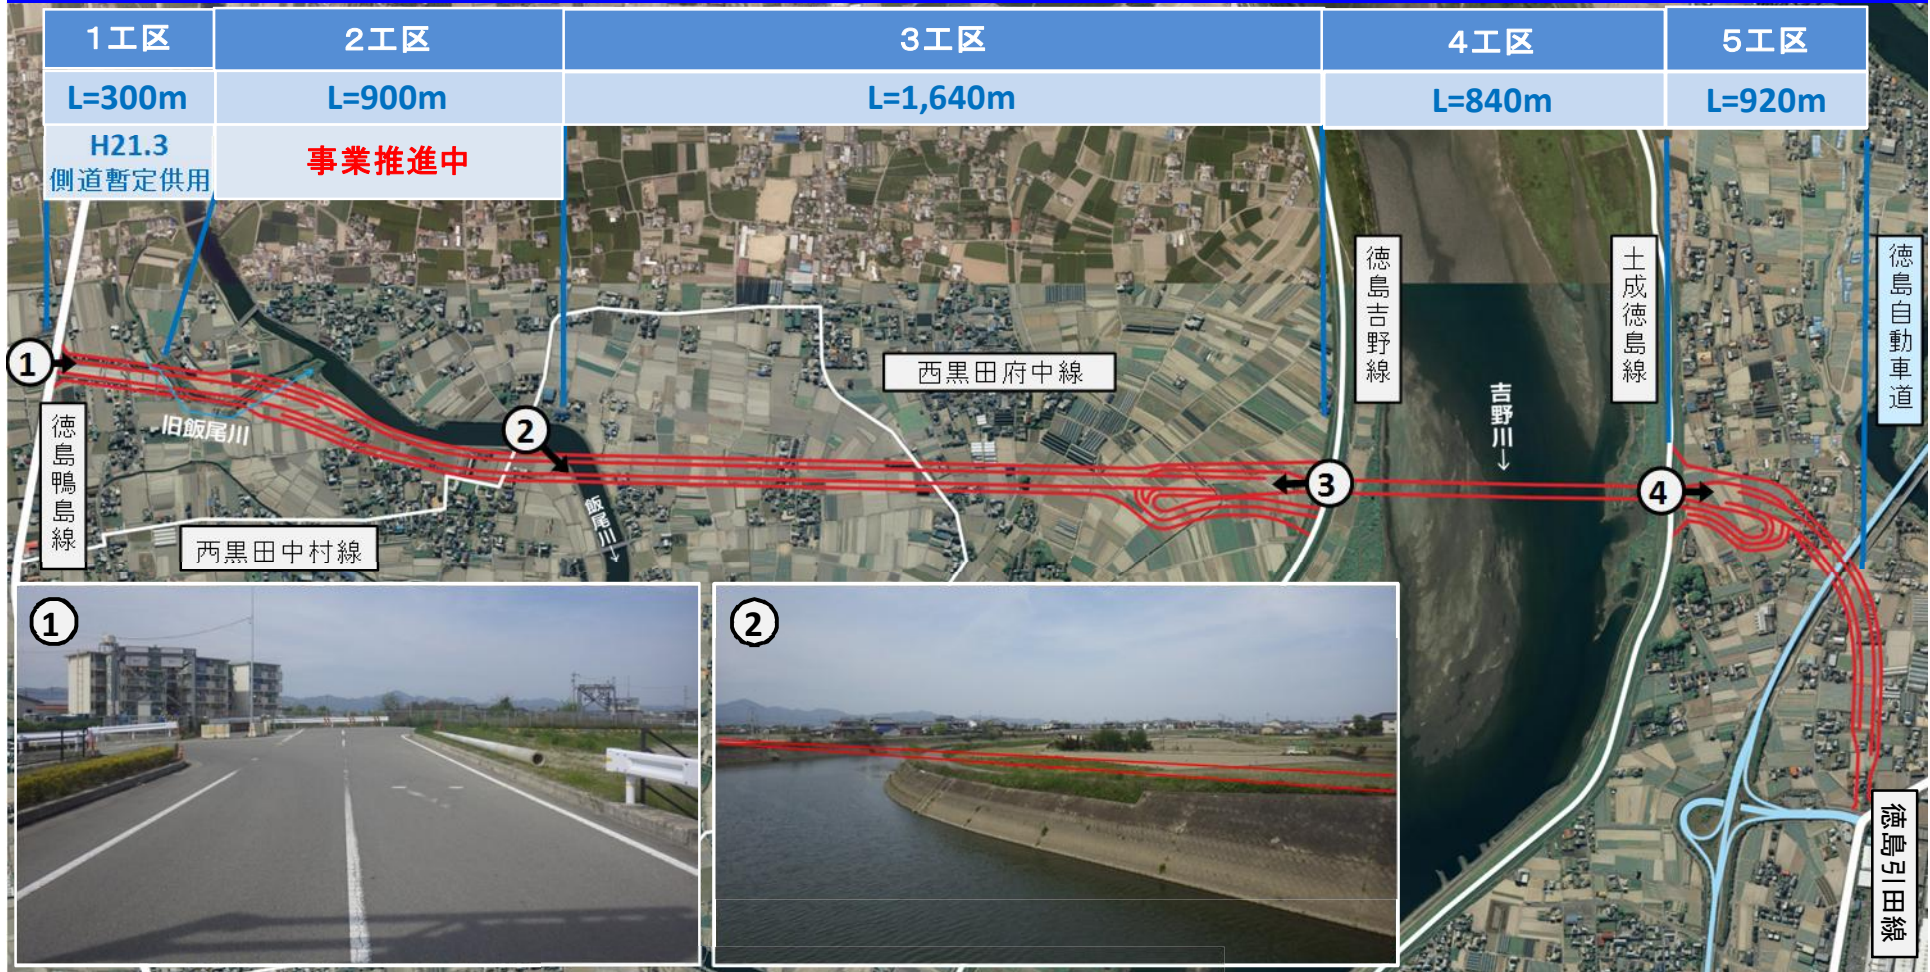 1工区
2工区
3工区
4工区
5工区
L=300m
L=900m
L=1,640m
L=840m
L=920m
H21.3
側道暫定供用
事業推進中
徳島吉野線
土成徳島線
徳島自動車道
1
西黒田府中線
吉野川→
徳島鴨島線
旧飯尾川
2
3
4
飯尾川→
西黒田中村線
1
2
徳島引田線